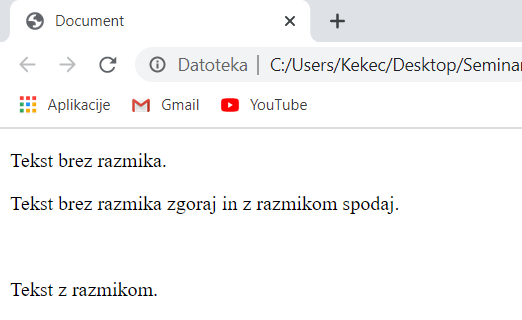 Document
Datoteka | C:/Users/Kekec/Desktop/Seminar
Aplikacije Gmail YouTube
Tekst brez razmika.
Tekst brez razmika zgoraj in z razmikom spodaj.
Tekst z razmikom.